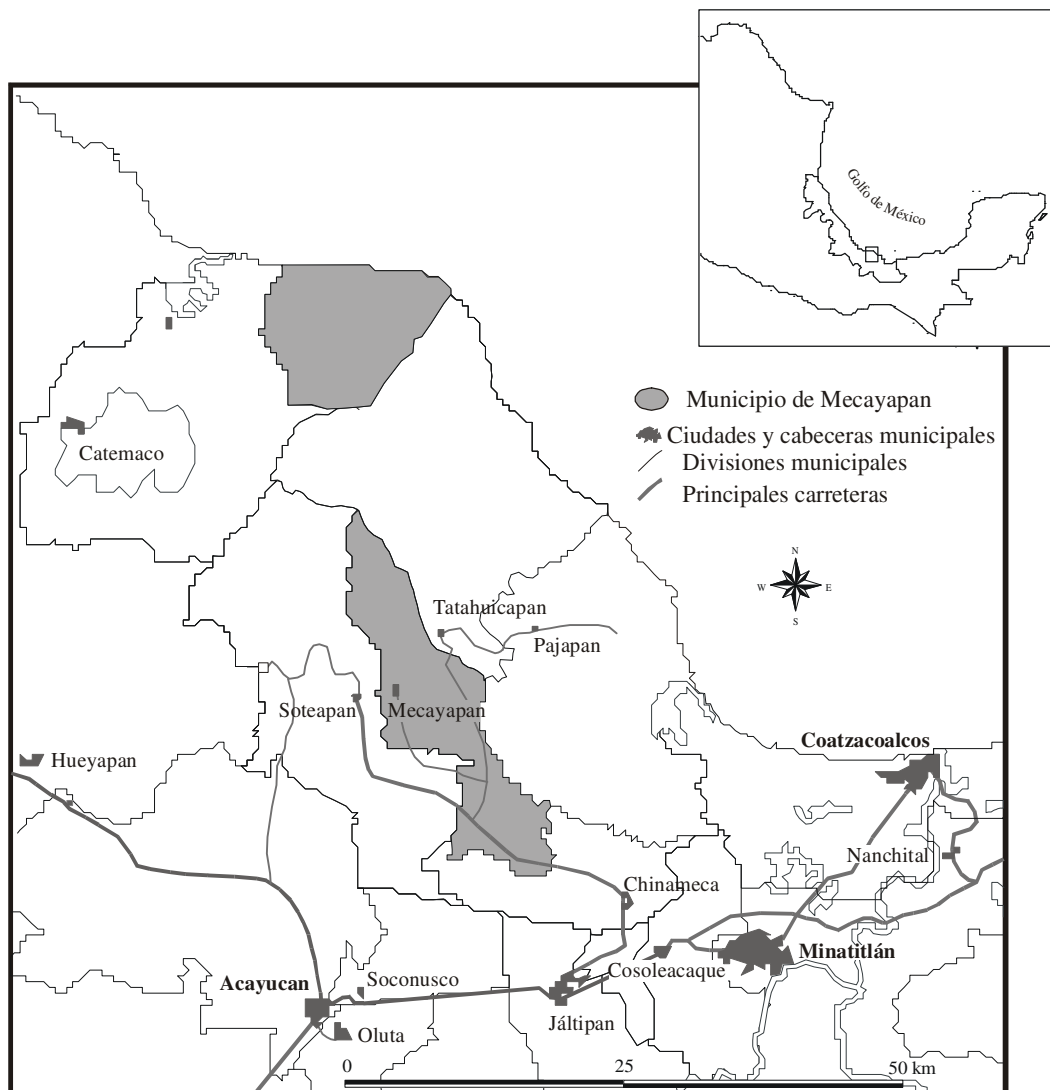 Golfo de México
Municipio de Mecayapan
Ciudades y cabeceras municipales
Divisiones municipales
Principales carreteras
Catemaco
N
W E
S
Tatahuicapan
Pajapan
Soteapan
Mecayapan
Coatzacoalcos
Hueyapan
Nanchital
Chinameca
Minatitlán
Cosoleacaque
Soconusco
Acayucan
Jáltipan
Oluta
0 25 50 km